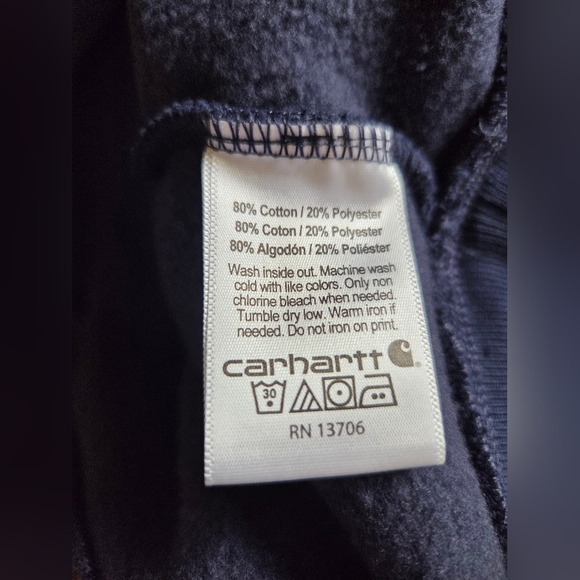 80% Cotton / 20% Polyester
80% Coton / 20% Polyester
80% Algodón / 20% Poliéster
Wash inside out. Machine wash
cold with like colors. Only non
chlorine bleach when needed.
Tumble dry low. Warm iron if
needed. Do not iron on print.
carhartt
30
RN 13706